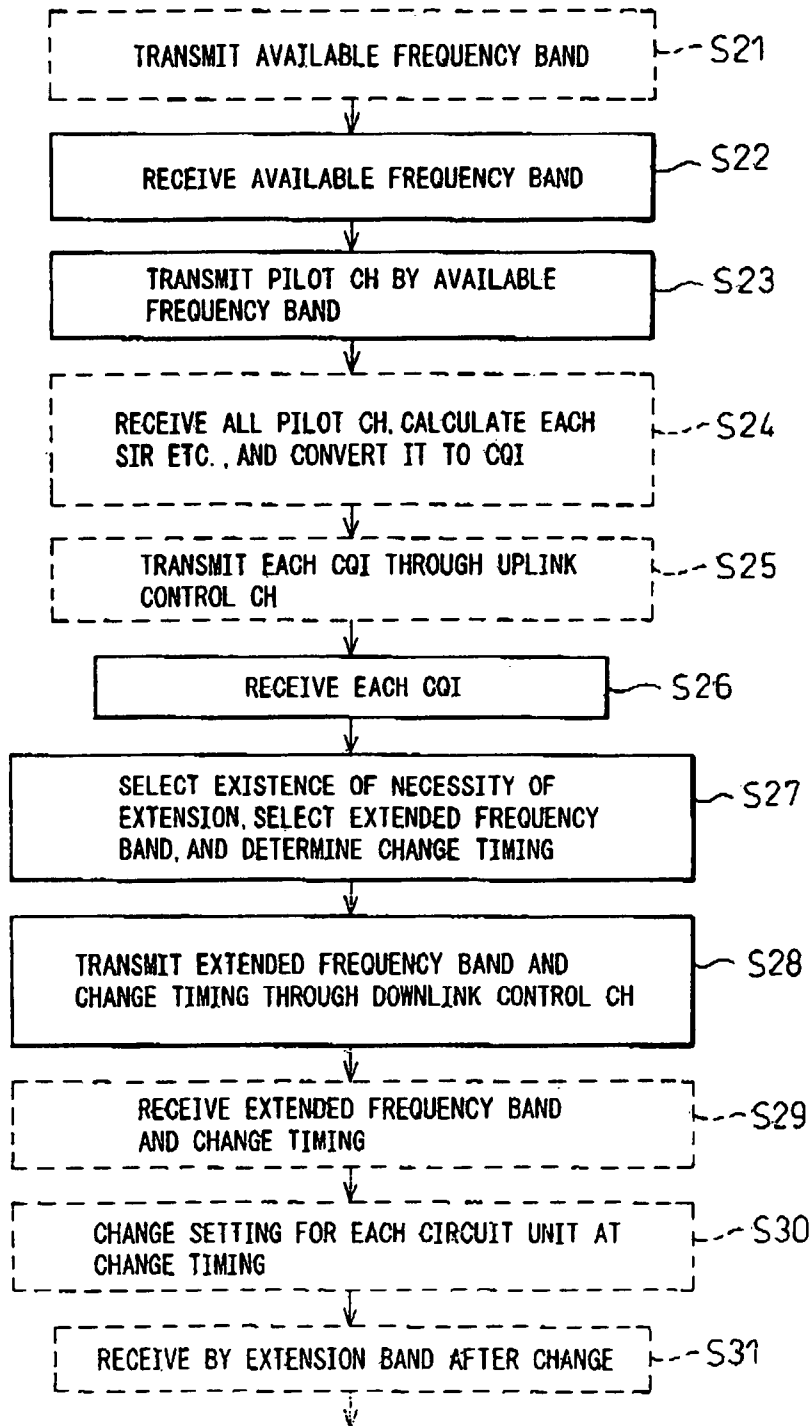 TRANSMIT AVAILABLE FREQUENCY BAND
S21
RECEIVE AVAILABLE FREQUENCY BAND
S22
TRANSMIT PILOT CH BY AVAILABLE
FREQUENCY BAND
S23
RECEIVE ALL PILOT CH, CALCULATE EACH
SIR ETC., AND CONVERT IT TO CQI
S24
TRANSMIT EACH CQI THROUGH UPLINK
CONTROL CH
S25
RECEIVE EACH CQI
S26
SELECT EXISTENCE OF NECESSITY OF
EXTENSION, SELECT EXTENDED FREQUENCY
BAND, AND DETERMINE CHANGE TIMING
S27
TRANSMIT EXTENDED FREQUENCY BAND AND
CHANGE TIMING THROUGH DOWNLINK CONTROL CH
S28
RECEIVE EXTENDED FREQUENCY BAND
AND CHANGE TIMING
S29
CHANGE SETTING FOR EACH CIRCUIT UNIT AT
CHANGE TIMING
S30
RECEIVE BY EXTENSION BAND AFTER CHANGE
S31